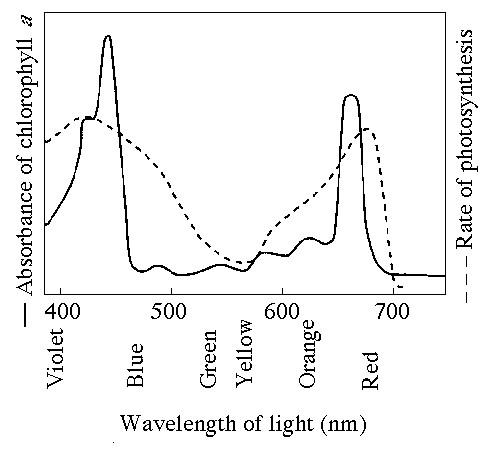 Absorbance of chlorophyll a
Rate of photosynthesis
400 500 600 700
Violet
Blue
Green
Yellow
Orange
Red
Wavelength of light (nm)